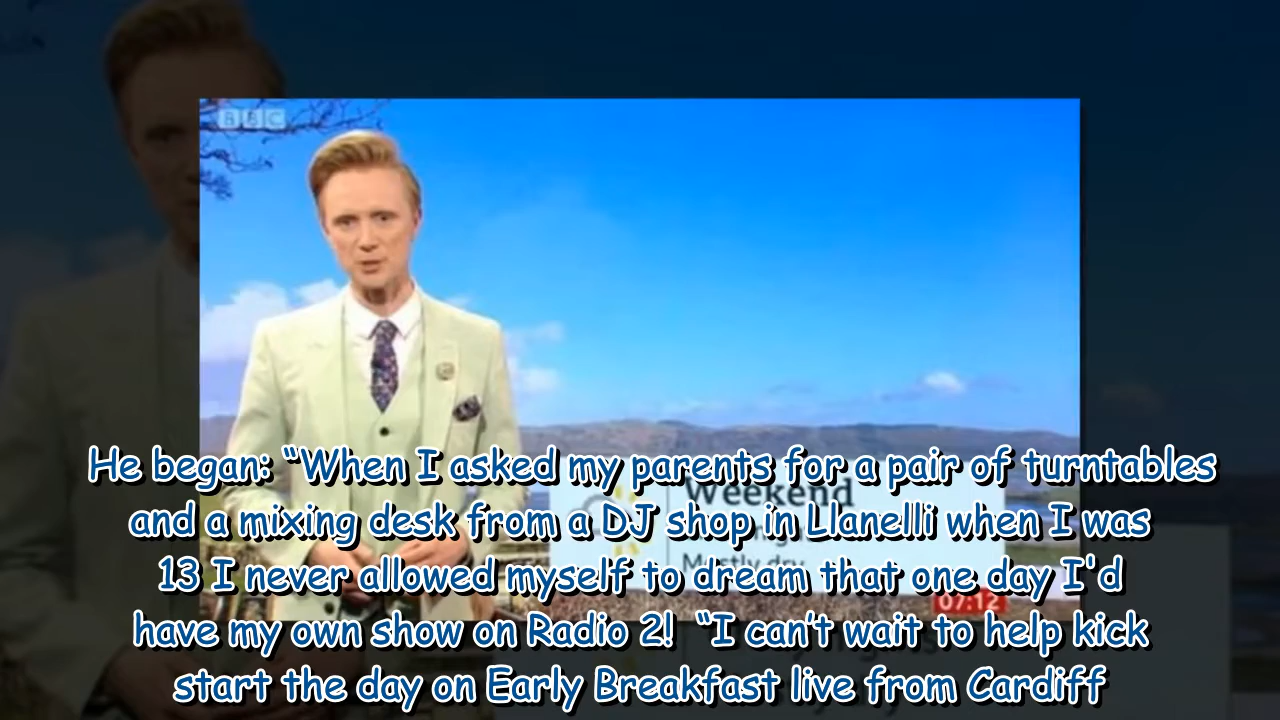 BBC
He began: “When I asked my parents for a pair of turntables
Weekend
and a mixing desk from a DJ shop in Llanelli when I was
Mostly dry
13 I never allowed myself to dream that one day I'd
07:12
have my own show on Radio 2!  “I can’t wait to help kick
start the day on Early Breakfast live from Cardiff